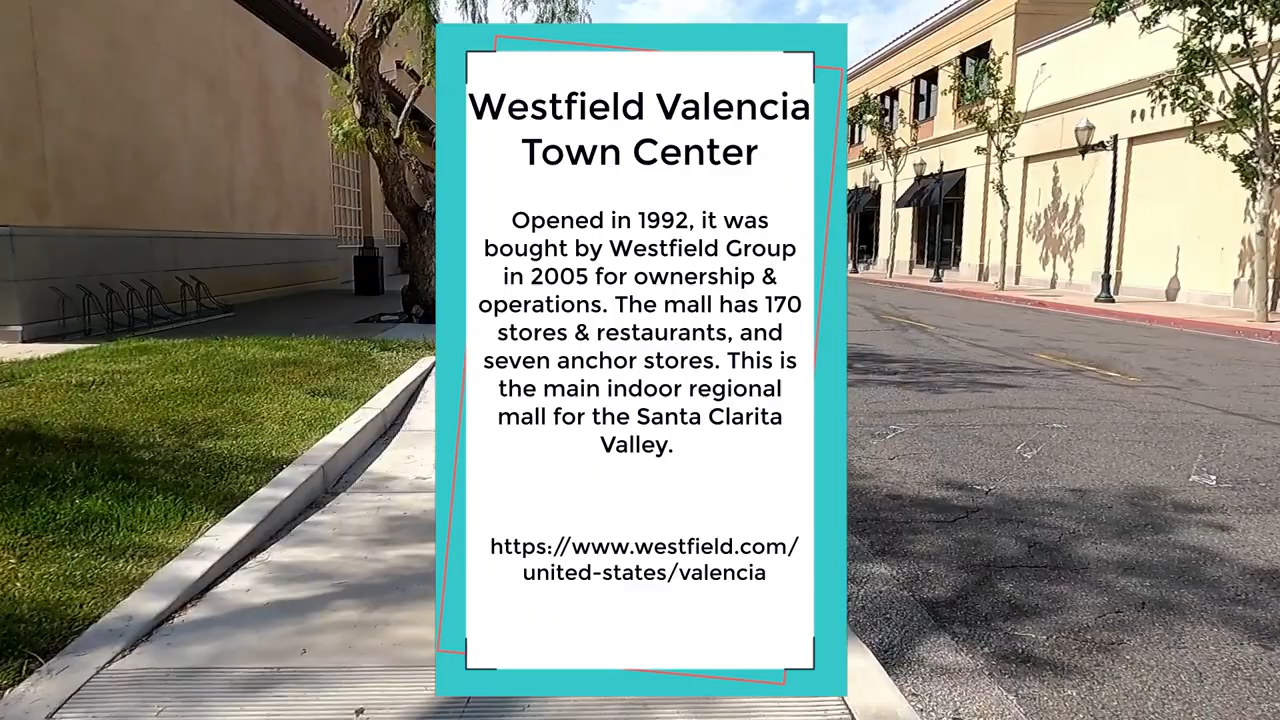 Westfield Valencia
Town Center
Opened in 1992, it was
bought by Westfield Group
in 2005 for ownership &
operations. The mall has 170
stores & restaurants, and
seven anchor stores. This is
the main indoor regional
mall for the Santa Clarita
Valley.
https://www.westfield.com/
united-states/valencia